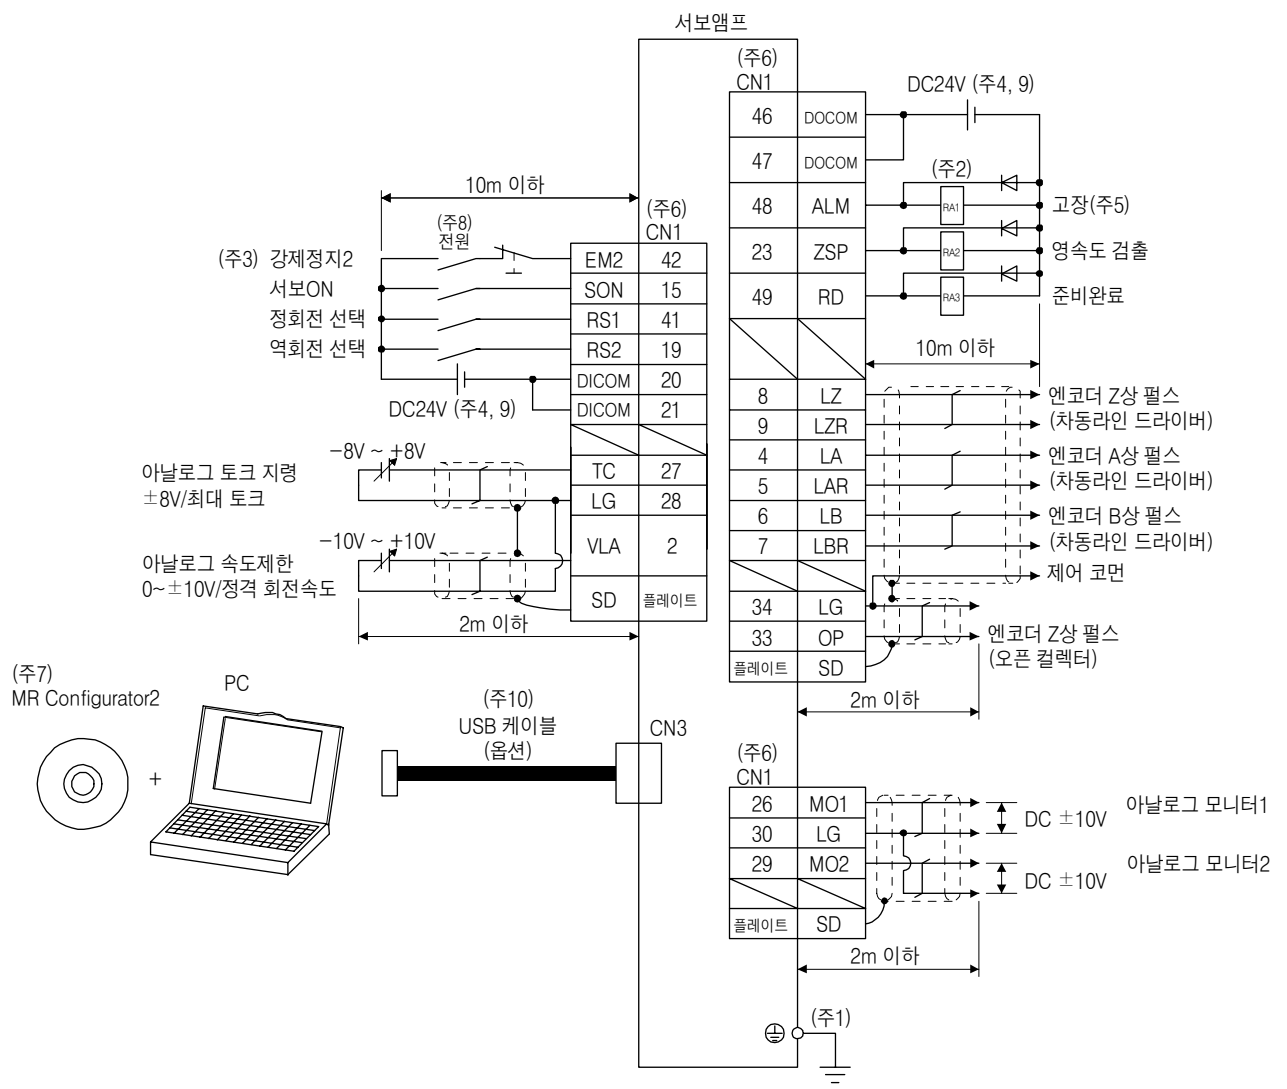 서보앰프
(주6)
CN1
DC24V (주4, 9)
46 DOCOM
47 DOCOM
(주2)
48 ALM RA1 고장(주5)
23 ZSP RA2 영속도 검출
49 RD RA3 준비완료
10m 이하
10m 이하
(주6)
CN1
(주8)
전원
(주3) 강제정지2 EM2 42
서보ON SON 15
정회전 선택 RS1 41
역회전 선택 RS2 19
DICOM 20
DC24V (주4, 9) DICOM 21
−8V ~ +8V
아날로그 토크 지령
±8V/최대 토크
TC 27
LG 28
−10V ~ +10V
VLA 2
아날로그 속도제한
0~±10V/정격 회전속도
SD 플레이트
2m 이하
8 LZ 엔코더 Z상 펄스
9 LZR (차동라인 드라이버)
4 LA 엔코더 A상 펄스
5 LAR (차동라인 드라이버)
6 LB 엔코더 B상 펄스
7 LBR (차동라인 드라이버)
제어 코먼
34 LG
33 OP 엔코더 Z상 펄스
(오픈 컬렉터)
플레이트 SD
2m 이하
(주7)
MR Configurator2
PC
+
(주10)
USB 케이블
(옵션)
CN3
(주6)
CN1
26 MO1 아날로그 모니터1
DC ±10V
30 LG
29 MO2 아날로그 모니터2
DC ±10V
플레이트 SD
2m 이하
(주1)